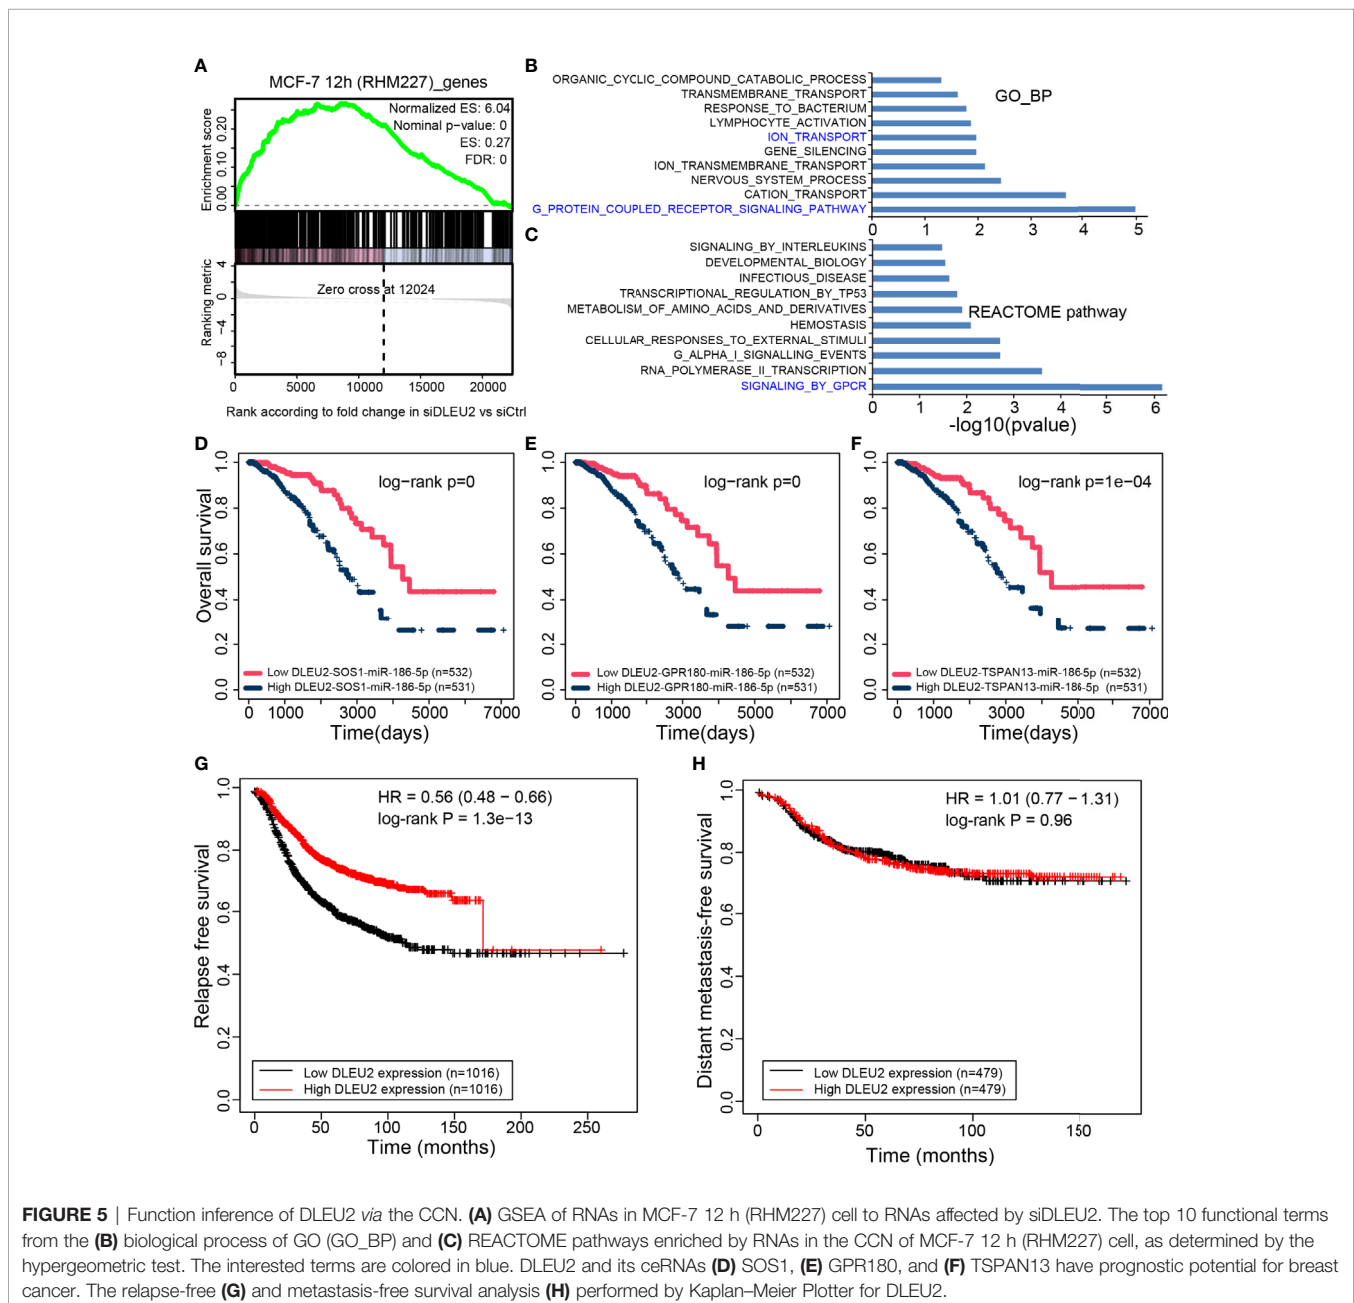 A
MCF-7 12h (RHM227)_genes
Normalized ES: 6.04
Nominal p-value: 0
ES: 0.27
FDR: 0
Enrichment score
0.00 0.10 0.20
Ranking metric
4
0
−4
−8
Zero cross at 12024
0 5000 10000 15000 20000
Rank according to fold change in siDLEU2 vs siCtrl
B
GO_BP
ORGANIC_CYCLIC_COMPOUND_CATABOLIC_PROCESS
TRANSMEMBRANE_TRANSPORT
RESPONSE_TO_BACTERIUM
LYMPHOCYTE_ACTIVATION
ION_TRANSPORT
GENE_SILENCING
ION_TRANSMEMBRANE_TRANSPORT
NERVOUS_SYSTEM_PROCESS
CATION_TRANSPORT
G_PROTEIN_COUPLED_RECEPTOR_SIGNALING_PATHWAY
0 1 2 3 4 5
C
REACTOME pathway
SIGNALING_BY_INTERLEUKINS
DEVELOPMENTAL_BIOLOGY
INFECTIOUS_DISEASE
TRANSCRIPTIONAL_REGULATION_BY_TP53
METABOLISM_OF_AMINO_ACIDS_AND_DERIVATIVES
HEMOSTASIS
CELLULAR_RESPONSES_TO_EXTERNAL_STIMULI
G_ALPHA_I_SIGNALLING_EVENTS
RNA_POLYMERASE_II_TRANSCRIPTION
SIGNALING_BY_GPCR
0 1 2 3 4 5 6
-log10(pvalue)
D
log−rank p=0
Overall survival
0.0 0.2 0.4 0.6 0.8 1.0
Low DLEU2-SOS1-miR-186-5p (n=532)
High DLEU2-SOS1-miR-186-5p (n=531)
0 1000 3000 5000 7000
Time(days)
E
log−rank p=0
0.0 0.2 0.4 0.6 0.8 1.0
Low DLEU2-GPR180-miR-186-5p (n=532)
High DLEU2-GPR180-miR-186-5p (n=531)
0 1000 3000 5000 7000
Time(days)
F
log−rank p=1e−04
0.0 0.2 0.4 0.6 0.8 1.0
Low DLEU2-TSPAN13-miR-186-5p (n=532)
High DLEU2-TSPAN13-miR-186-5p (n=531)
0 1000 3000 5000 7000
Time(days)
G
HR = 0.56 (0.48 − 0.66)
log-rank P = 1.3e−13
Relapse free survival
0.0 0.2 0.4 0.6 0.8 1.0
Low DLEU2 expression (n=1016)
High DLEU2 expression (n=1016)
0 50 100 150 200 250
Time (months)
H
HR = 1.01 (0.77 − 1.31)
log-rank P = 0.96
Distant metastasis-free survival
0.0 0.2 0.4 0.6 0.8 1.0
Low DLEU2 expression (n=479)
High DLEU2 expression (n=479)
0 50 100 150
Time (months)
FIGURE 5 | Function inference of DLEU2 via the CCN. (A) GSEA of RNAs in MCF-7 12 h (RHM227) cell to RNAs affected by siDLEU2. The top 10 functional terms
from the (B) biological process of GO (GO_BP) and (C) REACTOME pathways enriched by RNAs in the CCN of MCF-7 12 h (RHM227) cell, as determined by the
hypergeometric test. The interested terms are colored in blue. DLEU2 and its ceRNAs (D) SOS1, (E) GPR180, and (F) TSPAN13 have prognostic potential for breast
cancer. The relapse-free (G) and metastasis-free survival analysis (H) performed by Kaplan–Meier Plotter for DLEU2.